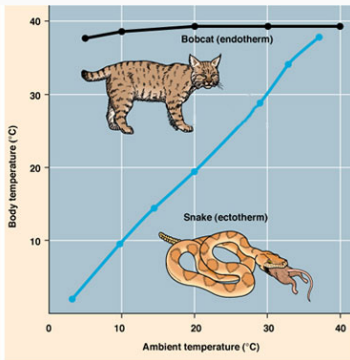 40
Bobcat (endotherm)
30
Body temperature (°C)
20
Snake (ectotherm)
10
0
10
20
30
40
Ambient temperature (°C)